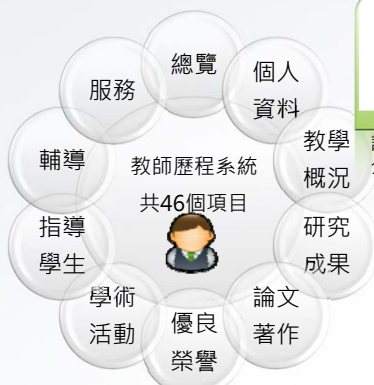 總覽
個人
資料
教學
概況
研究
成果
論文
著作
優良
榮譽
學術
活動
指導
學生
輔導
服務
教師歷程系統
共46個項目